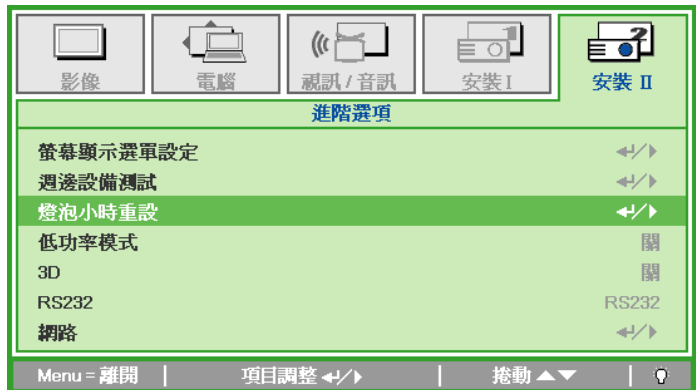 影像 電腦 視訊 / 音訊 安裝 I 安裝 II
進階選項
螢幕顯示選單設定
週邊設備測試
燈泡小時重設
低功率模式 關
3D 關
RS232 RS232
網路
Menu = 離開 項目調整 捲動